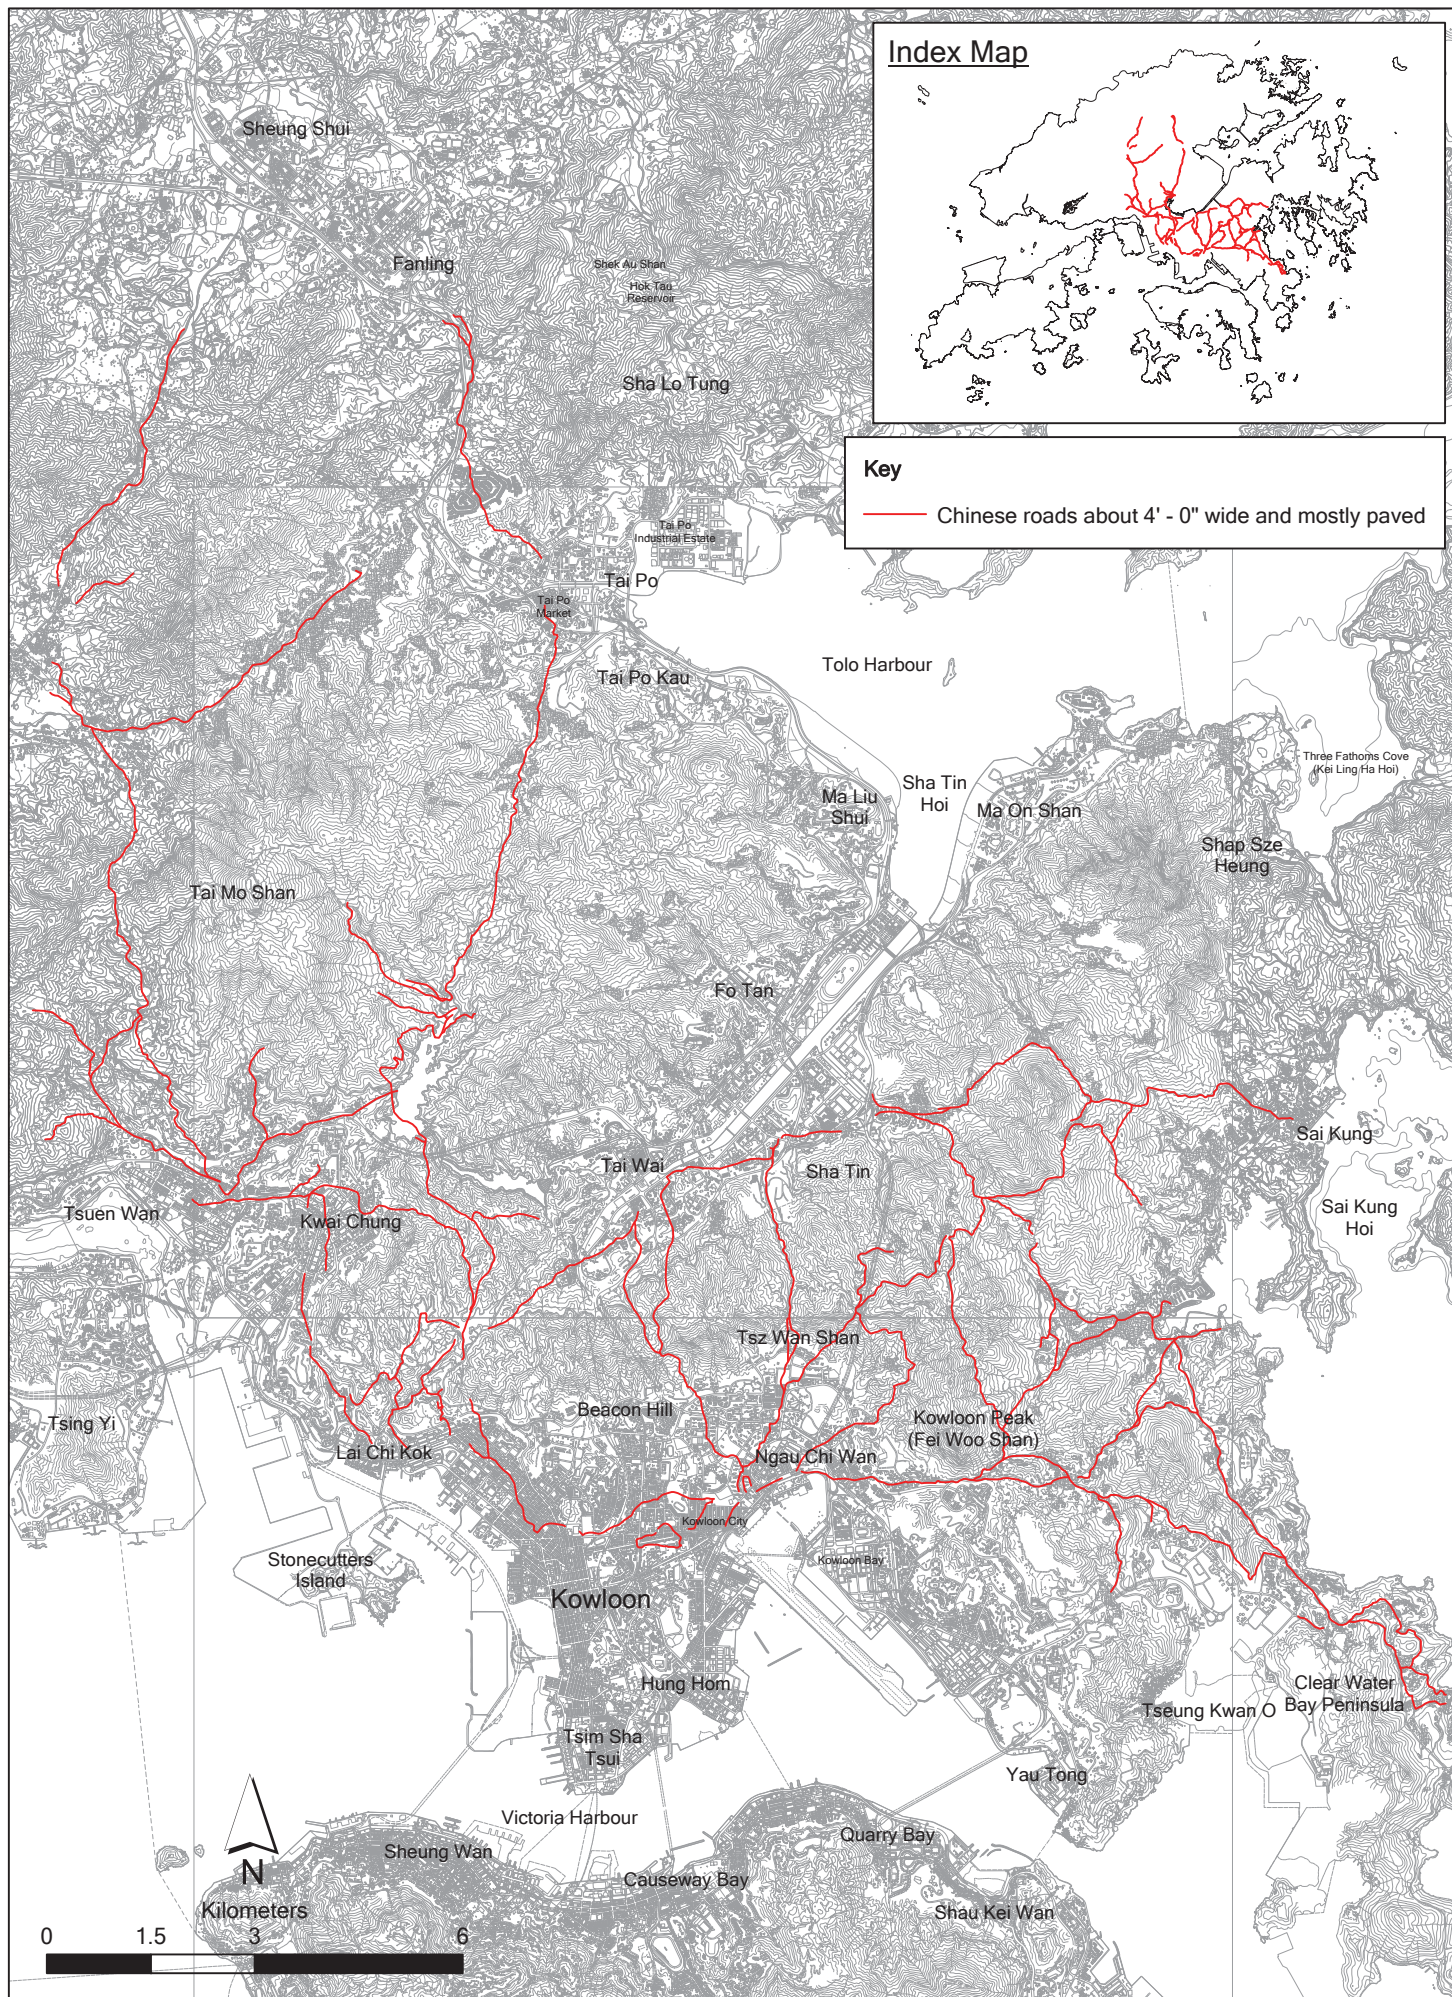 Index Map
Sheung Shui
Fanling
Shek Au Shan
Hok Tau
Reservoir
Sha Lo Tung
Key
Chinese roads about 4' - 0" wide and mostly paved
Tai Po
Industrial Estate
Tai Po
Tai Po
Market
Tolo Harbour
Tai Po Kau
Three Fathoms Cove
(Kei Ling Ha Hoi)
Sha Tin
Hoi
Ma Liu
Shui
Ma On Shan
Shap Sze
Heung
Tai Mo Shan
Fo Tan
Sai Kung
Tai Wai
Sha Tin
Tsuen Wan
Kwai Chung
Sai Kung
Hoi
Tsz Wan Shan
Tsing Yi
Beacon Hill
Kowloon Peak
(Fei Woo Shan)
Lai Chi Kok
Ngau Chi Wan
Kowloon City
Stonecutters
Island
Kowloon Bay
Kowloon
Hung Hom
Clear Water
Bay Peninsula
Tseung Kwan O
Tsim Sha
Tsui
Yau Tong
Victoria Harbour
Quarry Bay
Sheung Wan
Causeway Bay
Shau Kei Wan
N
Kilometers
0 1.5 3 6